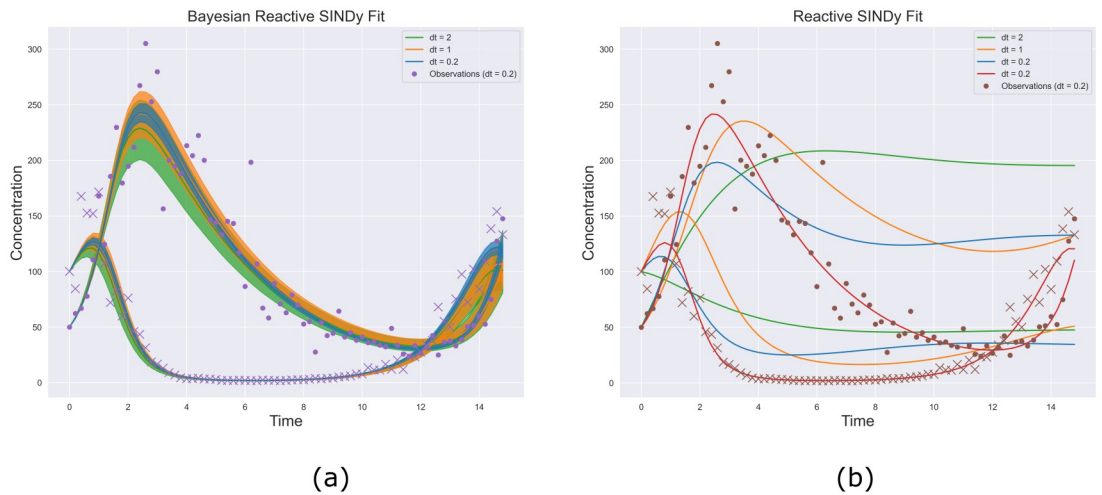 Bayesian Reactive SINDy Fit
dt = 2
dt = 1
dt = 0.2
Observations (dt = 0.2)
300
250
200
150
100
50
0
Concentration
0
2
4
6
8
10
12
14
Time
(a)
Reactive SINDy Fit
dt = 2
dt = 1
dt = 0.2
dt = 0.2
Observations (dt = 0.2)
300
250
200
150
100
50
0
Concentration
0
2
4
6
8
10
12
14
Time
(b)